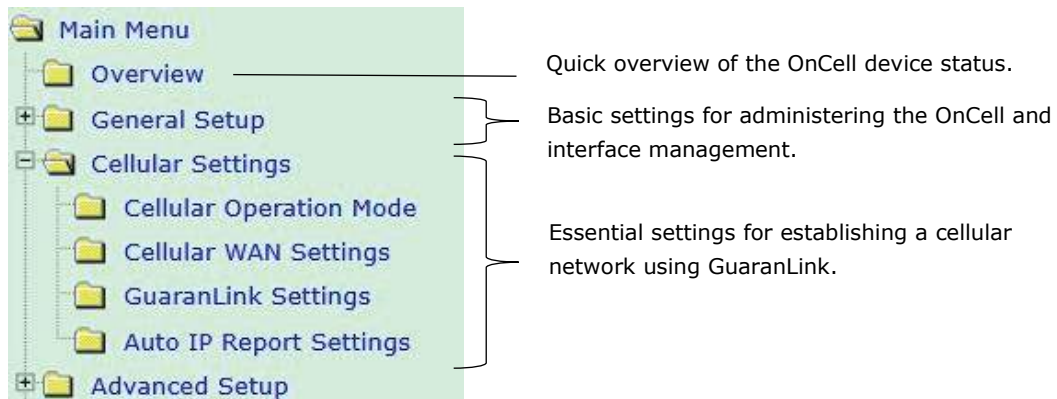 Main Menu
Overview
Quick overview of the OnCell device status.
General Setup
Basic settings for administering the OnCell and
interface management.
Cellular Settings
Cellular Operation Mode
Cellular WAN Settings
GuaranLink Settings
Auto IP Report Settings
Essential settings for establishing a cellular
network using GuaranLink.
Advanced Setup